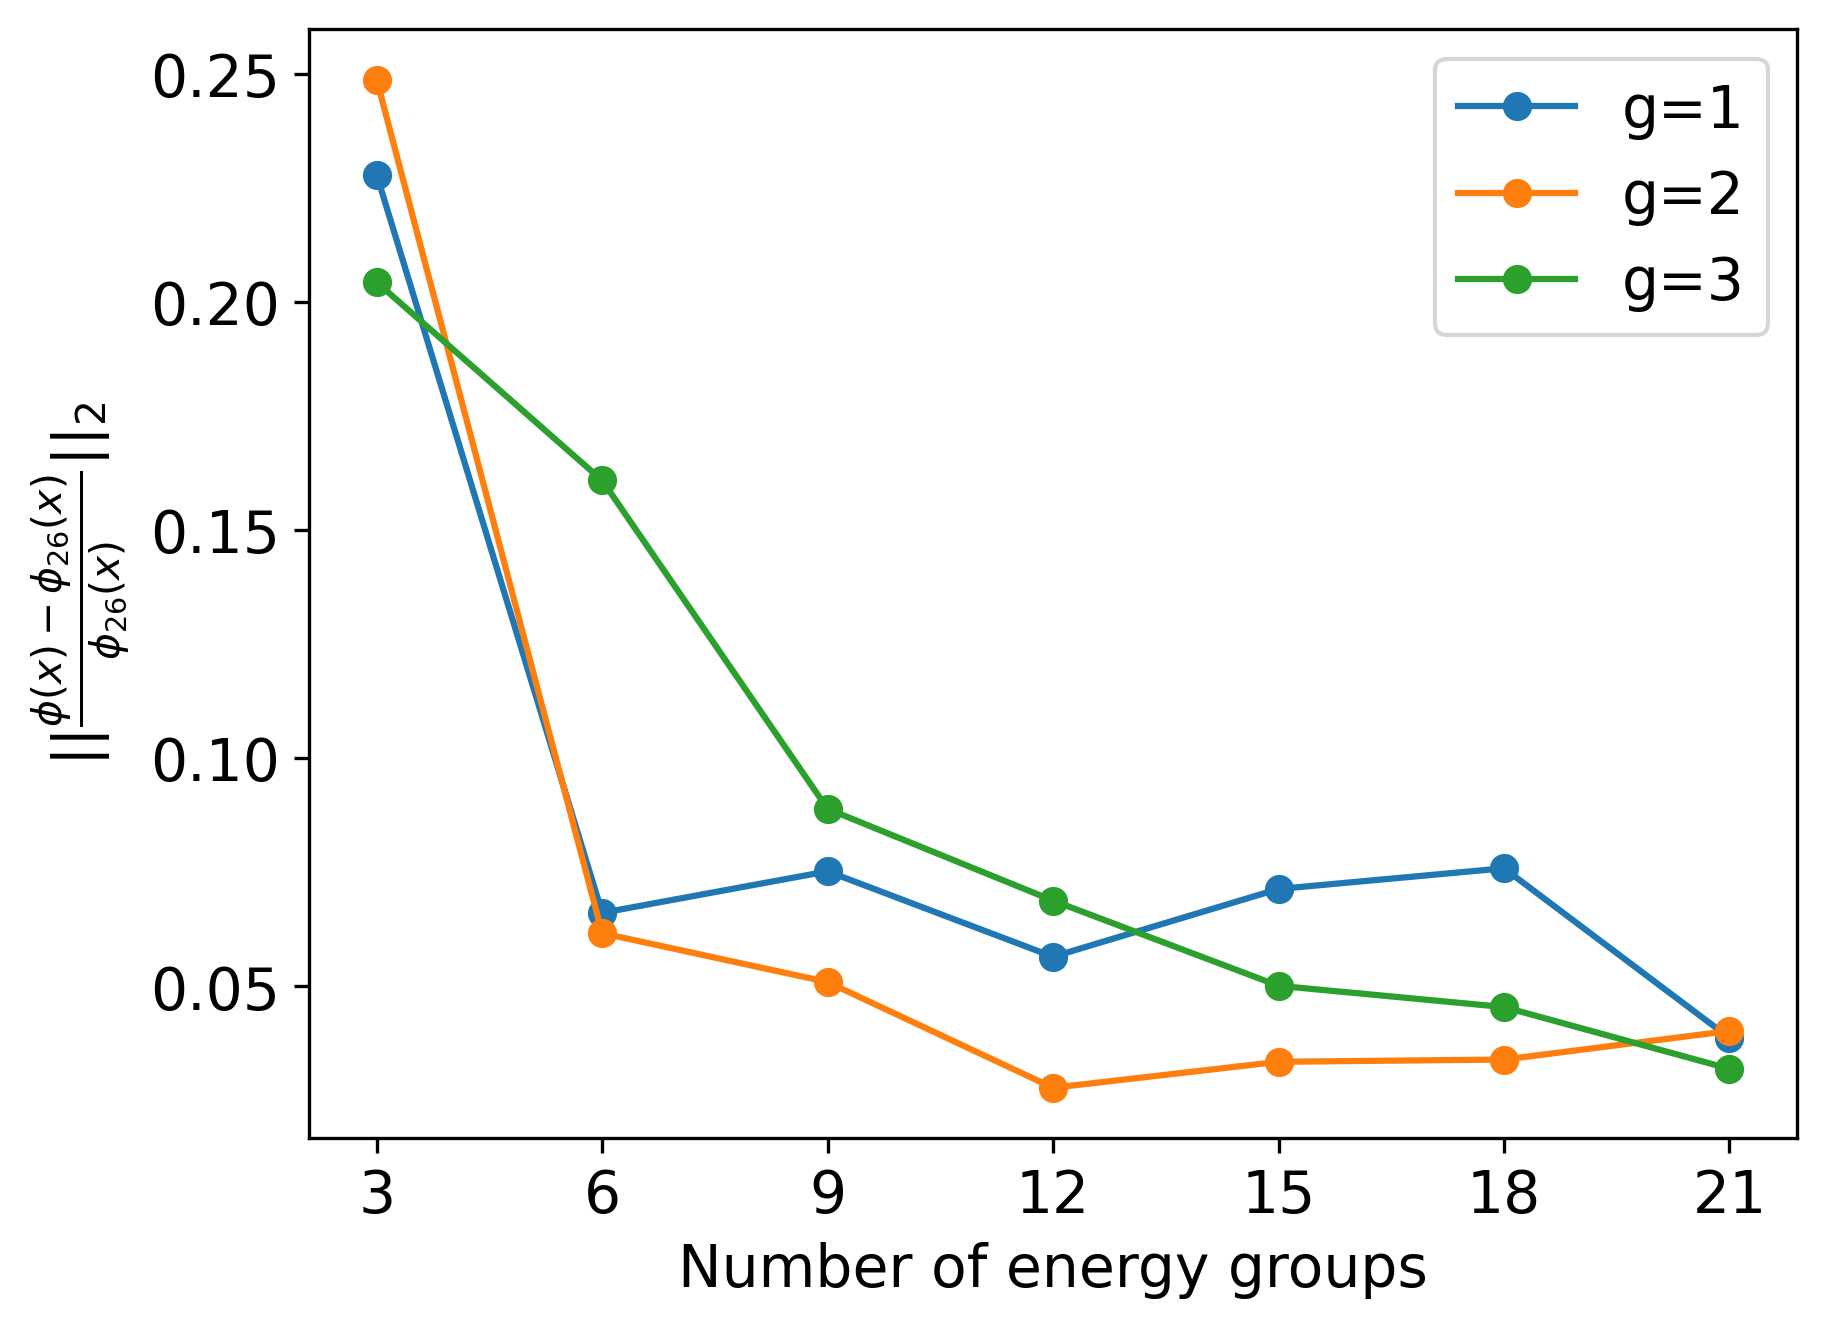 0.25
0.20
0.15
0.10
0.05
3 6 9 12 15 18 21
Number of energy groups
||\frac{ϕ(x) − ϕ₂₆(x)}{ϕ₂₆(x)}||₂
g=1
g=2
g=3